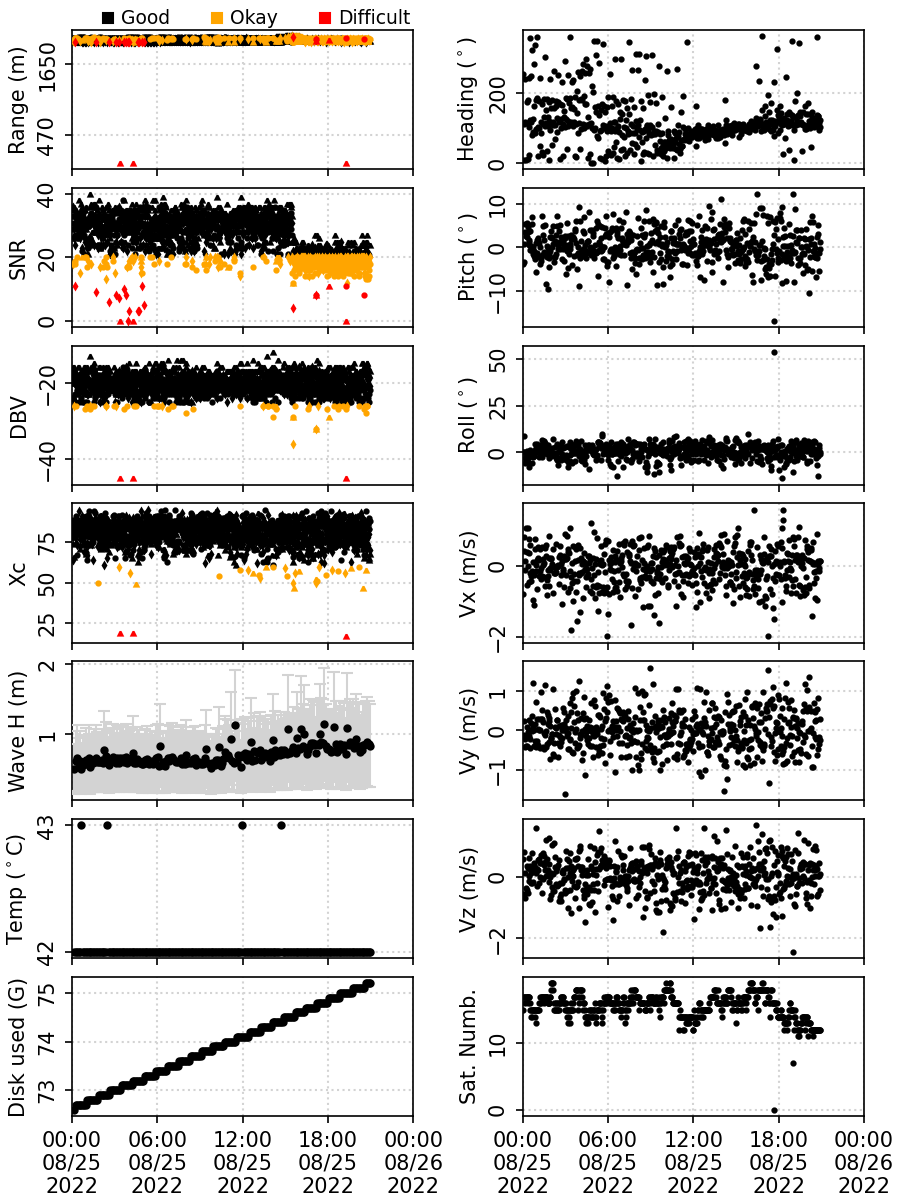 Good Okay Difficult
Range (m)
1650
470
Heading (°)
200
0
SNR
40
20
0
Pitch (°)
10
0
−10
DBV
−20
−40
Roll (°)
50
25
0
Xc
75
50
25
Vx (m/s)
0
−2
Wave H (m)
2
1
Vy (m/s)
1
0
−1
Temp (°C)
43
42
Vz (m/s)
0
−2
Disk used (G)
75
74
73
Sat. Numb.
10
0
00:00 06:00 12:00 18:00 00:00 00:00 06:00 12:00 18:00 00:00
08/25 08/25 08/25 08/25 08/26 08/25 08/25 08/25 08/25 08/26
2022 2022 2022 2022 2022 2022 2022 2022 2022 2022